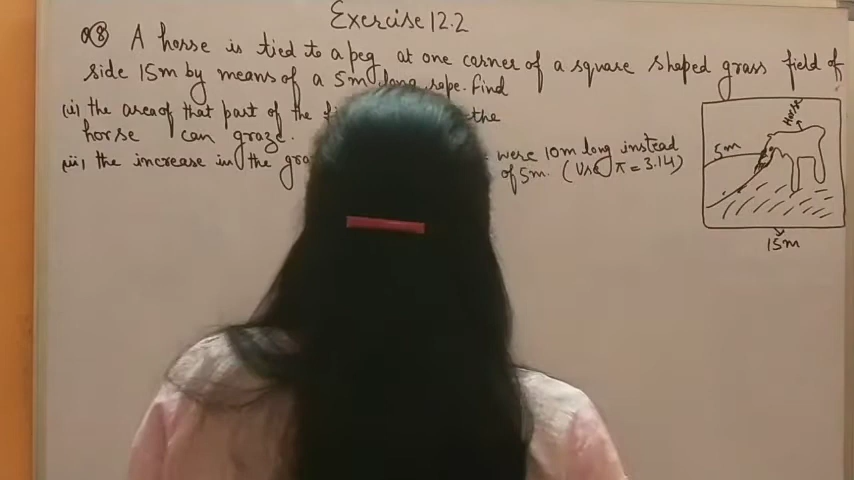 Exercise 12.2
Q8 A horse is tied to a peg at one corner of a square shaped grass field of
side 15m by means of a 5m long rope. Find
(i) the area of that part of the the
horse can graze.
(ii) the increase in the were 10m long instead
of 5m. (Use π = 3.14)
Horse
5m
15m